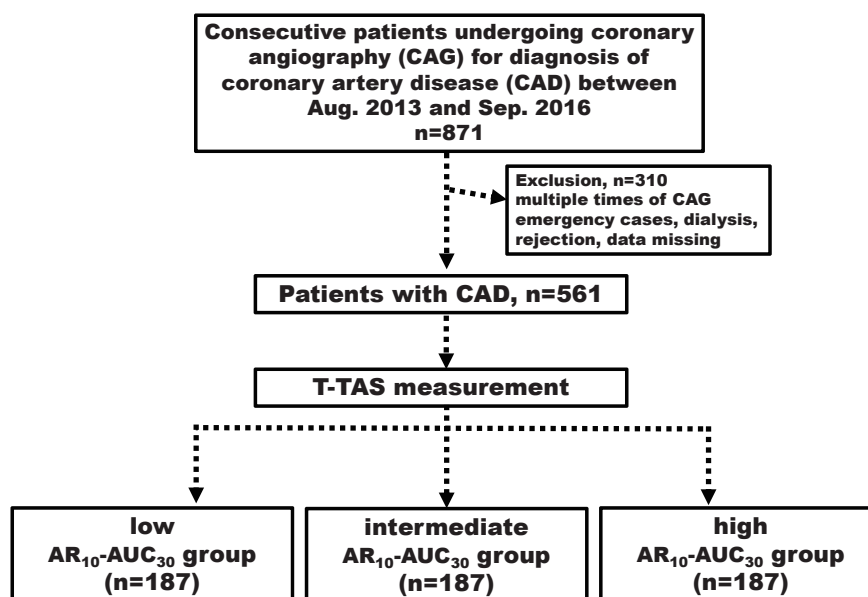 Consecutive patients undergoing coronary
angiography (CAG) for diagnosis of
coronary artery disease (CAD) between
Aug. 2013 and Sep. 2016
n=871
Exclusion, n=310
multiple times of CAG
emergency cases, dialysis,
rejection, data missing
Patients with CAD, n=561
T-TAS measurement
low
AR₁₀-AUC₃₀ group
(n=187)
intermediate
AR₁₀-AUC₃₀ group
(n=187)
high
AR₁₀-AUC₃₀ group
(n=187)